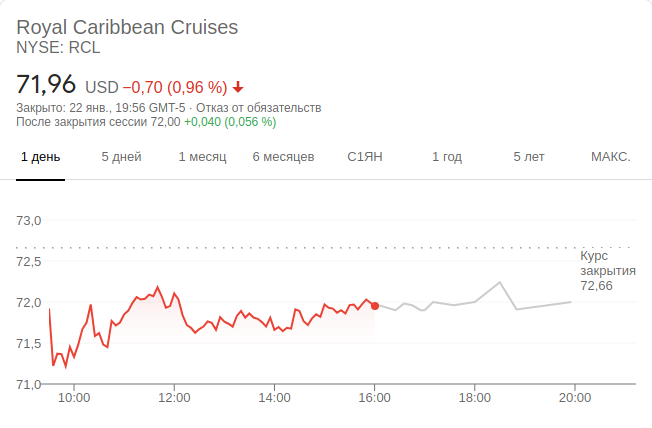 Royal Caribbean Cruises
NYSE: RCL
71,96 USD −0,70 (0,96 %)
Закрыто: 22 янв., 19:56 GMT-5 · Отказ от обязательств
После закрытия сессии 72,00 +0,040 (0,056 %)
1 день 5 дней 1 месяц 6 месяцев С1ЯН 1 год 5 лет МАКС.
73,0
Курс
72,5
закрытия
72,66
72,0
71,5
71,0
10:00 12:00 14:00 16:00 18:00 20:00